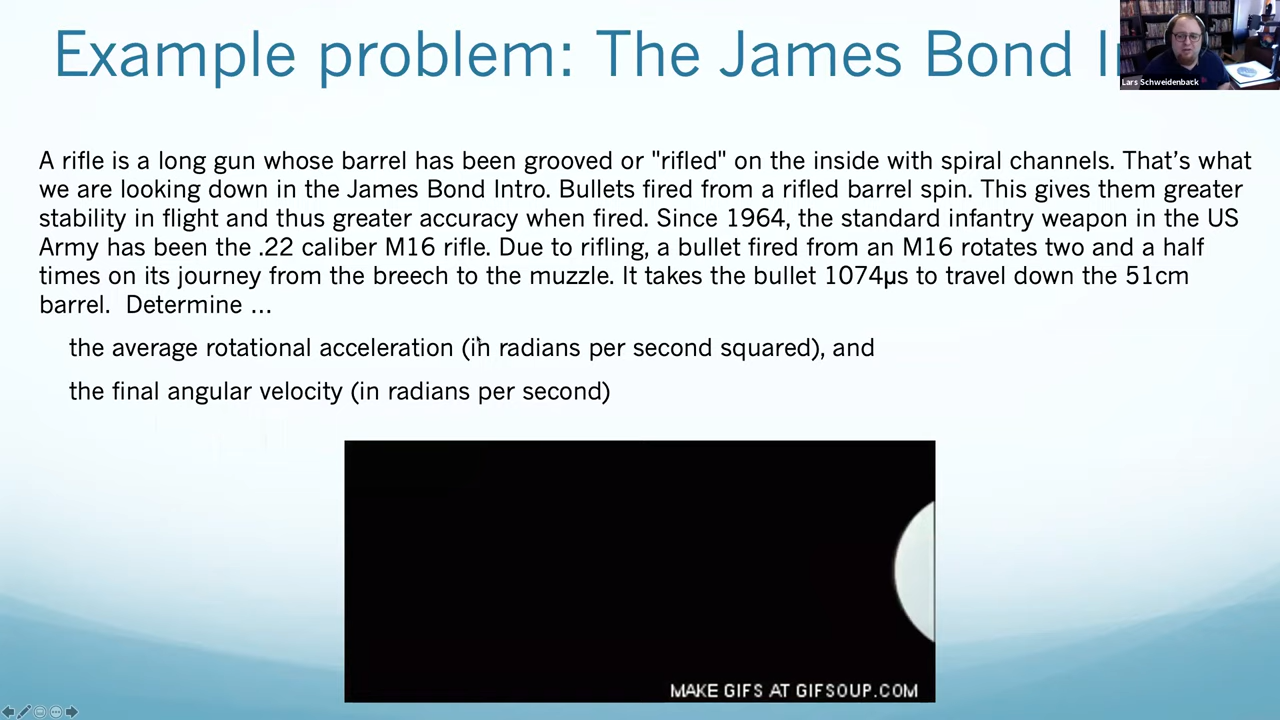 Example problem: The James Bond I
Lars Schweidenback
A rifle is a long gun whose barrel has been grooved or "rifled" on the inside with spiral channels. That's what
we are looking down in the James Bond Intro. Bullets fired from a rifled barrel spin. This gives them greater
stability in flight and thus greater accuracy when fired. Since 1964, the standard infantry weapon in the US
Army has been the .22 caliber M16 rifle. Due to rifling, a bullet fired from an M16 rotates two and a half
times on its journey from the breech to the muzzle. It takes the bullet 1074µs to travel down the 51cm
barrel.  Determine ...
the average rotational acceleration (in radians per second squared), and
the final angular velocity (in radians per second)
MAKE GIFS AT GIFSOUP.COM